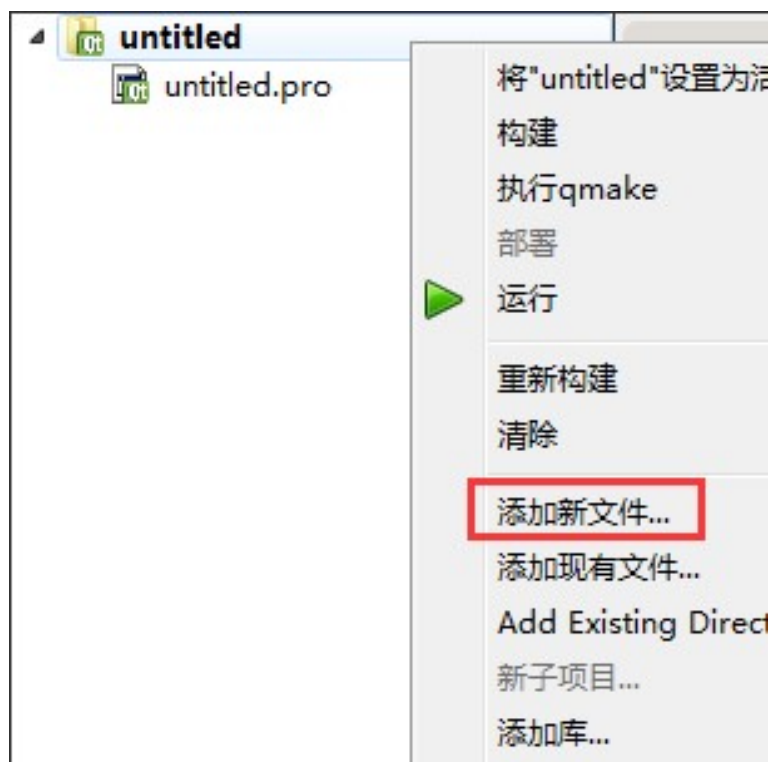 untitled
untitled.pro
将"untitled"设置为活
构建
执行qmake
部署
运行
重新构建
清除
添加新文件...
添加现有文件...
Add Existing Direct
新子项目...
添加库...